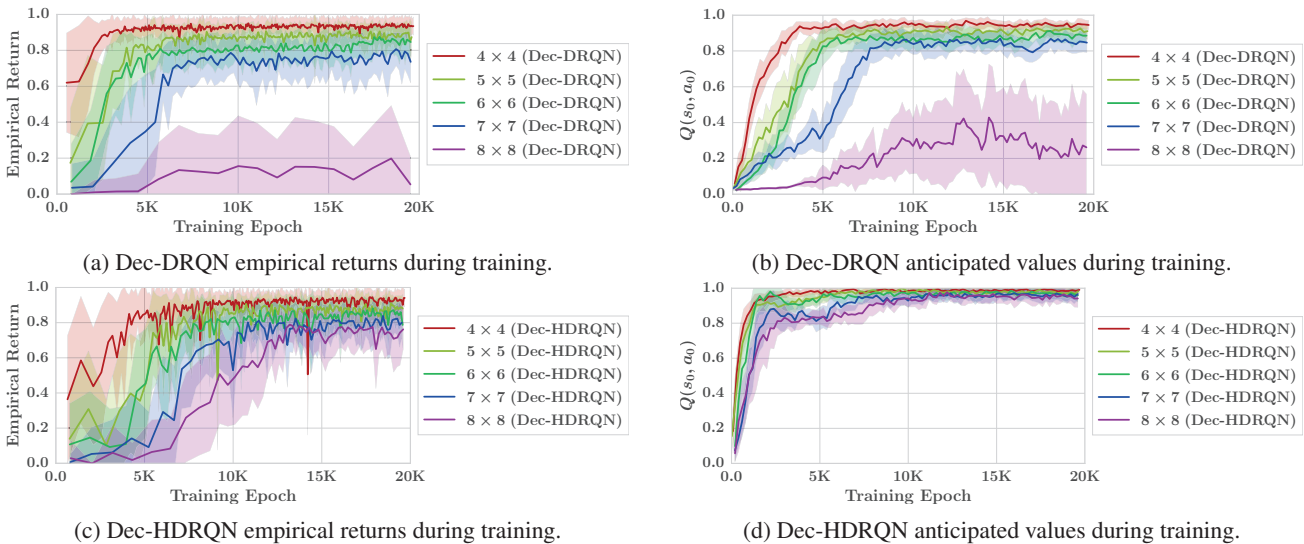 Empirical Return
1.0
0.8
0.6
0.4
0.2
0.0
0.0 5K 10K 15K 20K
Training Epoch
4 × 4 (Dec-DRQN)
5 × 5 (Dec-DRQN)
6 × 6 (Dec-DRQN)
7 × 7 (Dec-DRQN)
8 × 8 (Dec-DRQN)
(a) Dec-DRQN empirical returns during training.
Q(s₀, a₀)
1.0
0.8
0.6
0.4
0.2
0.0
0.0 5K 10K 15K 20K
Training Epoch
4 × 4 (Dec-DRQN)
5 × 5 (Dec-DRQN)
6 × 6 (Dec-DRQN)
7 × 7 (Dec-DRQN)
8 × 8 (Dec-DRQN)
(b) Dec-DRQN anticipated values during training.
Empirical Return
1.0
0.8
0.6
0.4
0.2
0.0
0.0 5K 10K 15K 20K
Training Epoch
4 × 4 (Dec-HDRQN)
5 × 5 (Dec-HDRQN)
6 × 6 (Dec-HDRQN)
7 × 7 (Dec-HDRQN)
8 × 8 (Dec-HDRQN)
(c) Dec-HDRQN empirical returns during training.
Q(s₀, a₀)
1.0
0.8
0.6
0.4
0.2
0.0
0.0 5K 10K 15K 20K
Training Epoch
4 × 4 (Dec-HDRQN)
5 × 5 (Dec-HDRQN)
6 × 6 (Dec-HDRQN)
7 × 7 (Dec-HDRQN)
8 × 8 (Dec-HDRQN)
(d) Dec-HDRQN anticipated values during training.